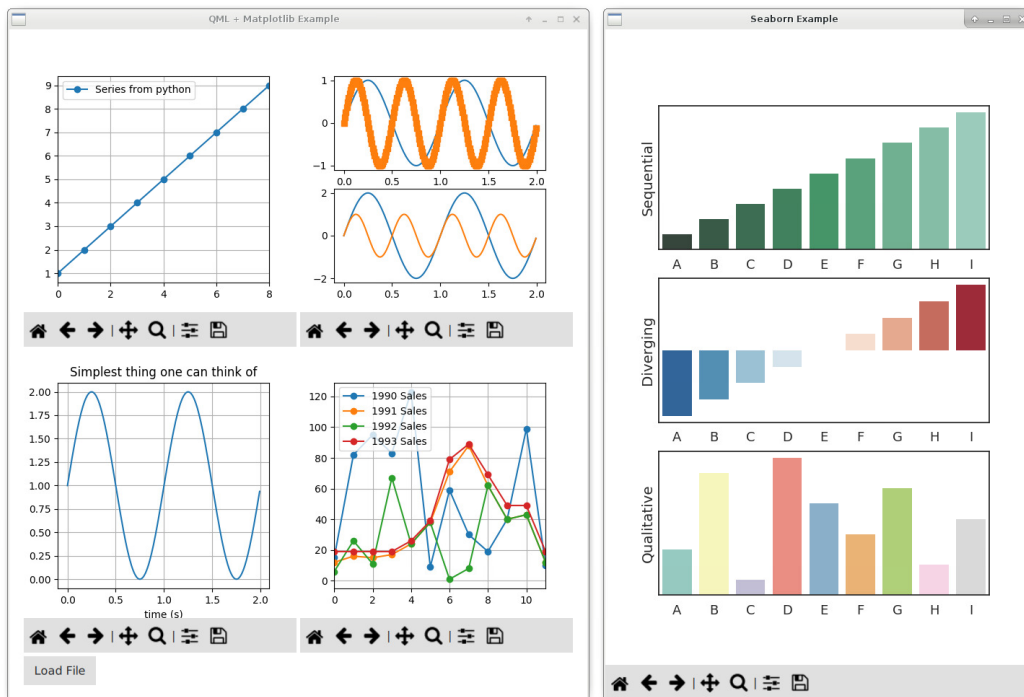 QML + Matplotlib Example
9
8
7
6
5
4
3
2
1
Series from python
0 2 4 6 8
1
0
−1
0.0 0.5 1.0 1.5 2.0
2
0
−2
0.0 0.5 1.0 1.5 2.0
Simplest thing one can think of
2.00
1.75
1.50
1.25
1.00
0.75
0.50
0.25
0.00
0.0 0.5 1.0 1.5 2.0
time (s)
120
100
80
60
40
20
0
1990 Sales
1991 Sales
1992 Sales
1993 Sales
0 2 4 6 8 10
Load File
Seaborn Example
Sequential
A B C D E F G H I
Diverging
A B C D E F G H I
Qualitative
A B C D E F G H I